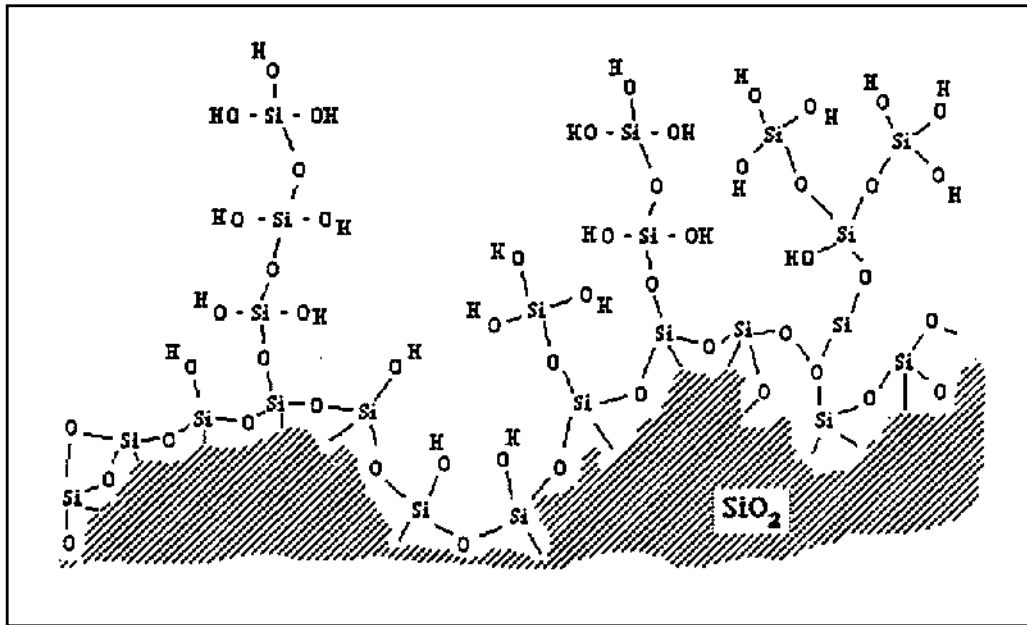 H
O H H H H
O O O O
HO - Si - OH O O
HO - Si - OH Si H Si
O O O
O O O H H
H
HO - Si - OH
HO - Si - OH Si
H HO
O O O O
H H O H Si Si O
O Si OH O Si O Si Si O
H H O O O Si
O O Si O O O
O Si Si O Si O Si Si O
O Si H H
Si O O O O
O Si Si
O O
SiO2